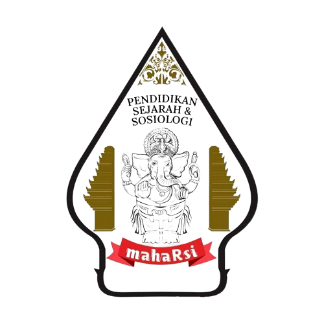 PENDIDIKAN
SEJARAH &
SOSIOLOGI
mahaRsi